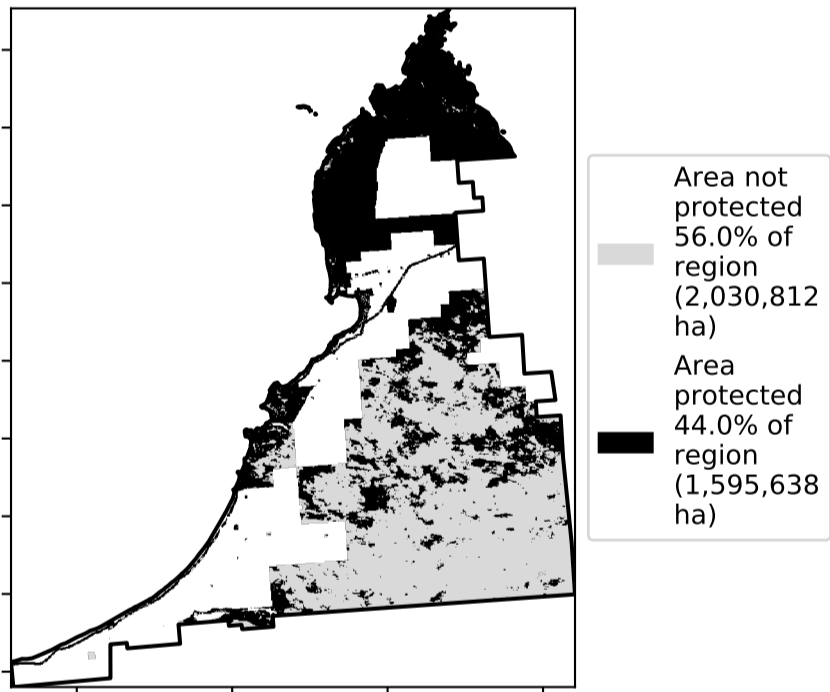 Area not
protected
56.0% of
region
(2,030,812
ha)
Area
protected
44.0% of
region
(1,595,638
ha)